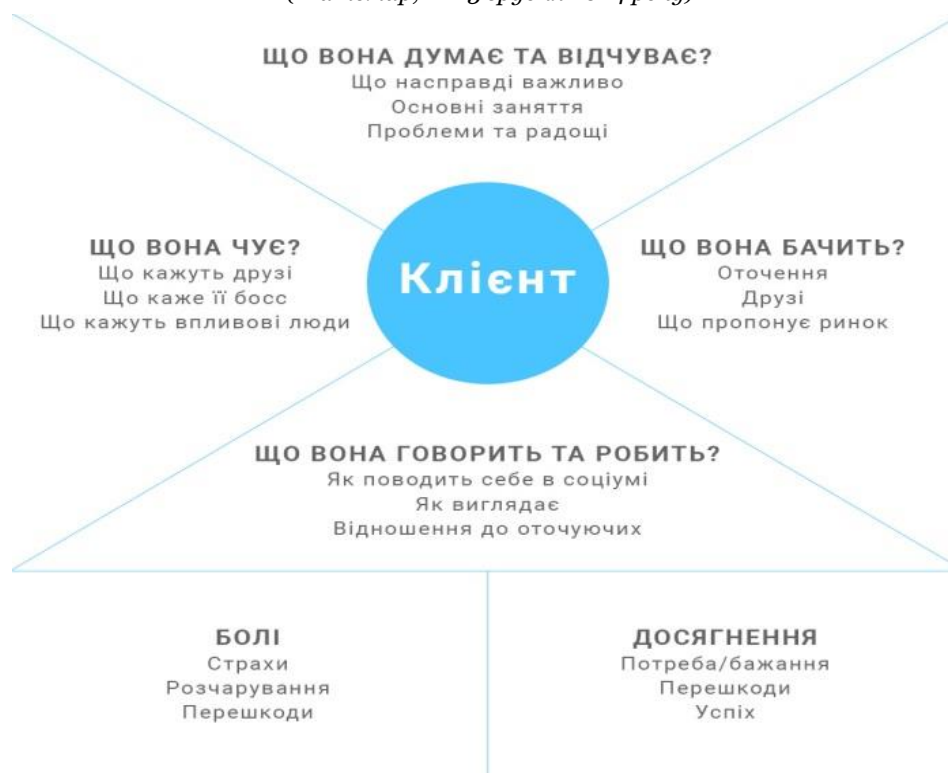 ЩО ВОНА ДУМАЄ ТА ВІДЧУВАЄ?
Що насправді важливо
Основні заняття
Проблеми та радощі
ЩО ВОНА ЧУЄ?
Що кажуть друзі
Що каже її босс
Що кажуть впливові люди
Клієнт
ЩО ВОНА БАЧИТЬ?
Оточення
Друзі
Що пропонує ринок
ЩО ВОНА ГОВОРИТЬ ТА РОБИТЬ?
Як поводить себе в соціумі
Як виглядає
Відношення до оточуючих
БОЛІ
Страхи
Розчарування
Перешкоди
ДОСЯГНЕННЯ
Потреба/бажання
Перешкоди
Успіх